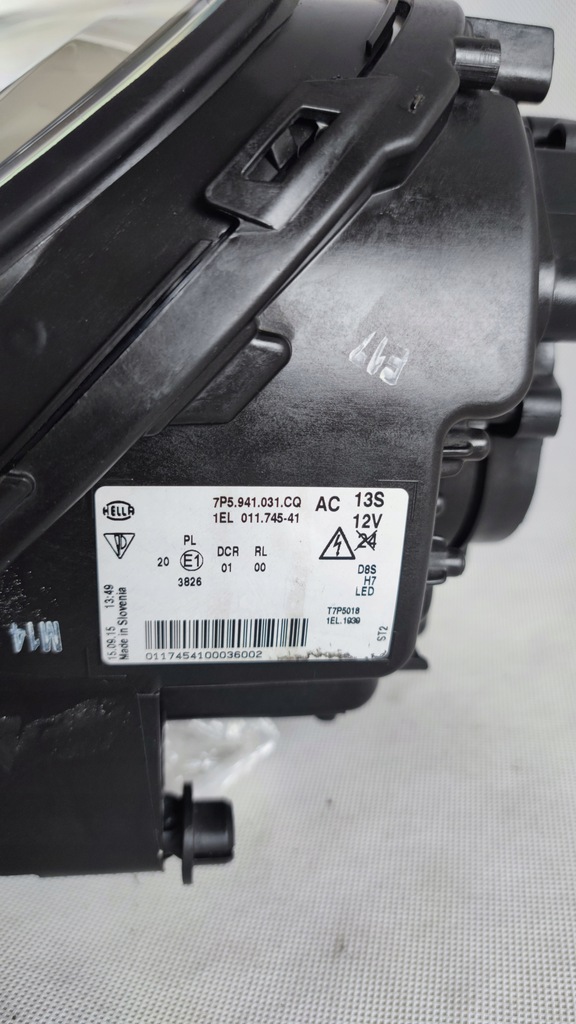 E17
HELLA
7P5.941.031.CQ
1EL 011.745-41
AC 13S
12V
24
PL DCR RL
20 E1 01 00
3826
D8S
H7
LED
T7P5018
1EL.1939
ST2
15.09.15 13:49
Made in Slovenia
0117454100036002
M14